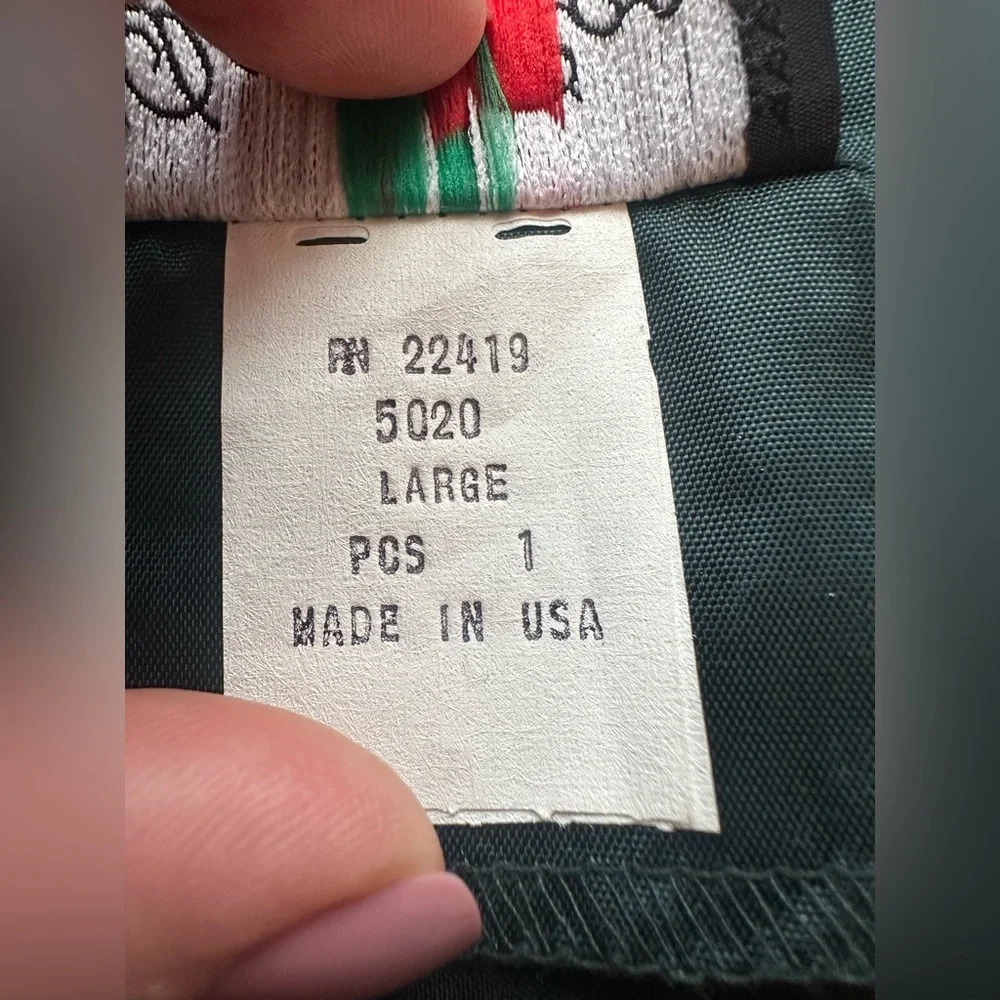 RN 22419
5020
LARGE
PCS 1
MADE IN USA